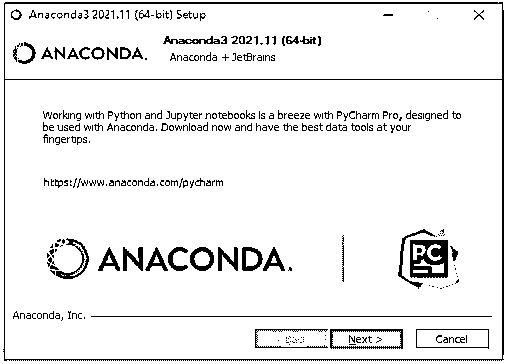 Anaconda3 2021.11 (64-bit) Setup
Anaconda3 2021.11 (64-bit)
ANACONDA.
Anaconda + JetBrains
Working with Python and Jupyter notebooks is a breeze with PyCharm Pro, designed to
be used with Anaconda. Download now and have the best data tools at your
fingertips.
https://www.anaconda.com/pycharm
ANACONDA.
PC
Anaconda, Inc.
Next >
Cancel